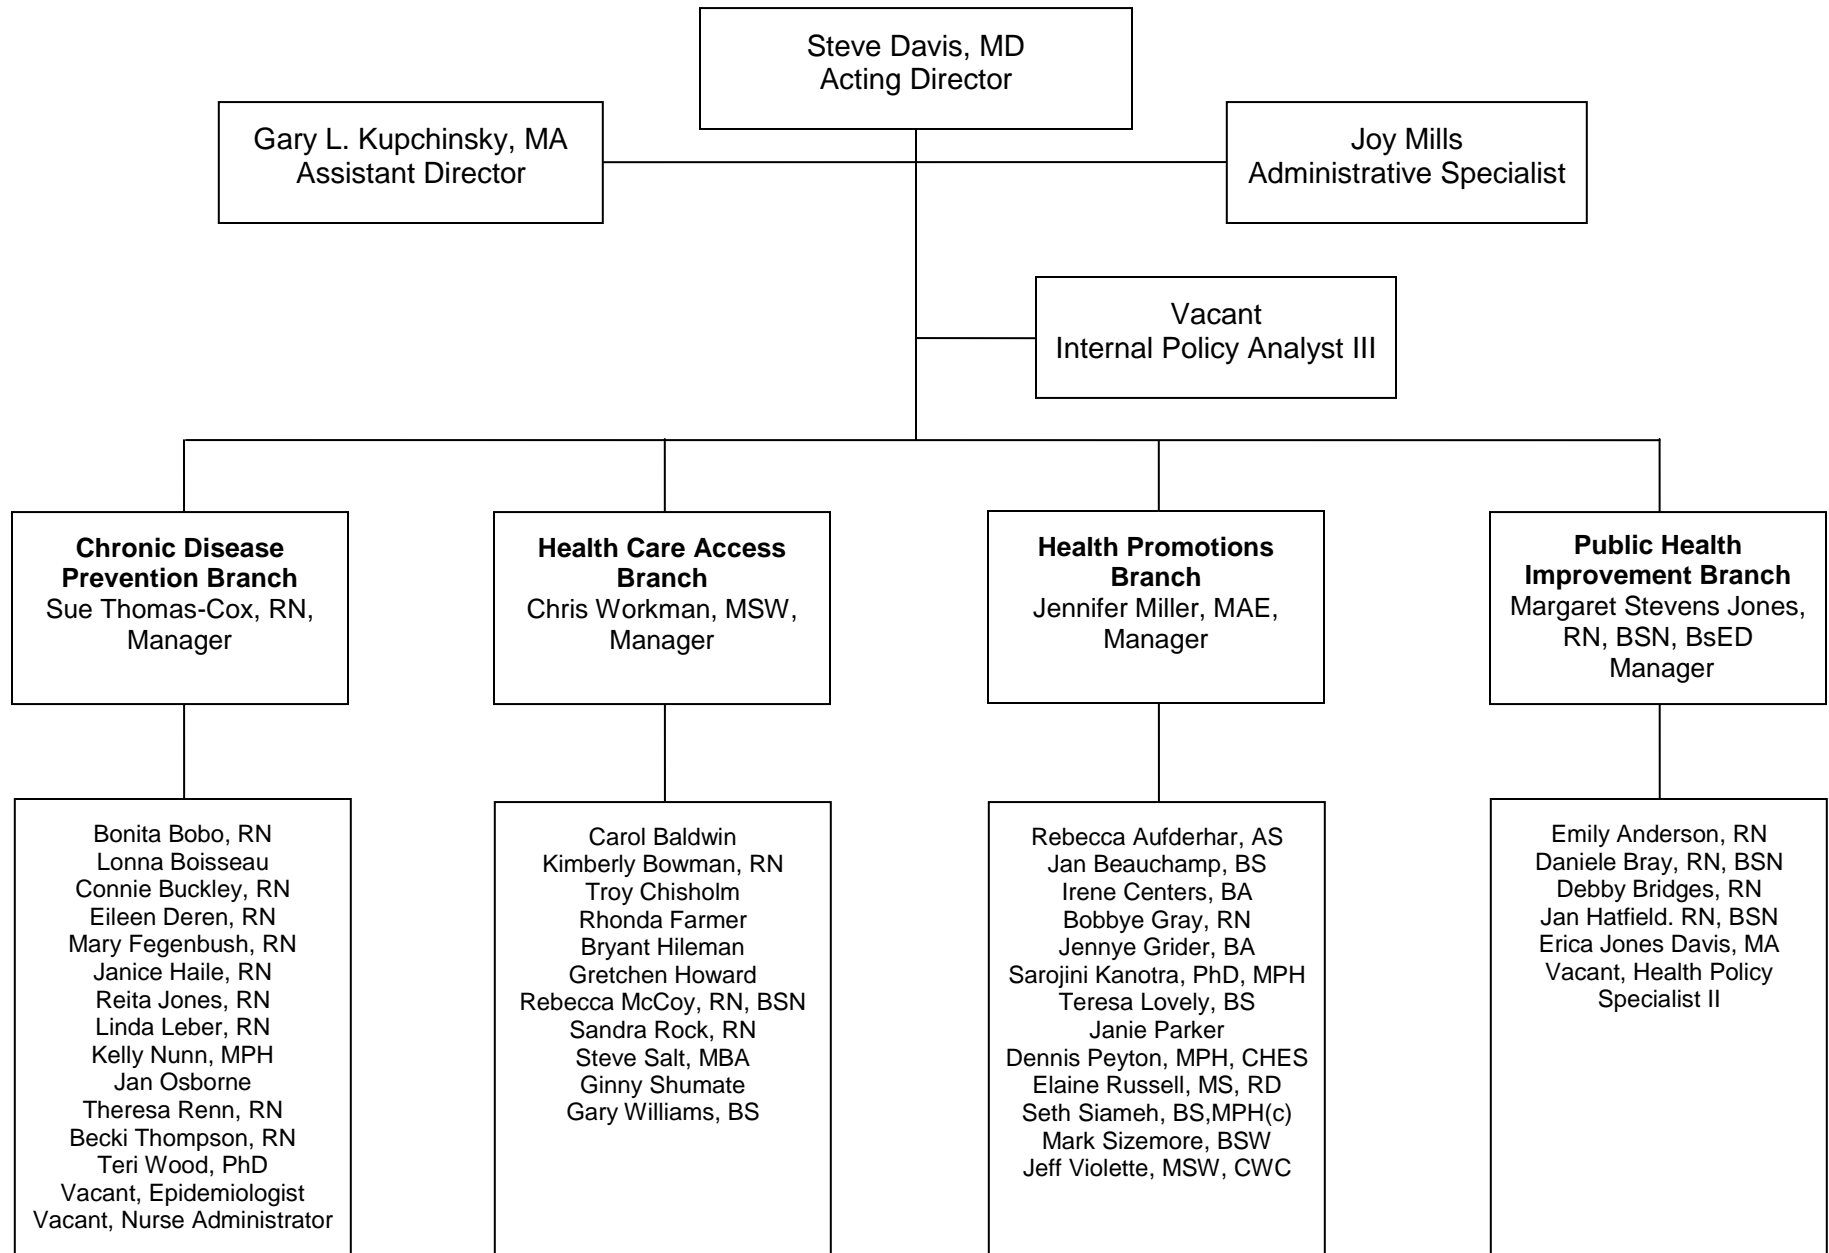 Steve Davis, MD
Acting Director
Gary L. Kupchinsky, MA
Assistant Director
Joy Mills
Administrative Specialist
Vacant
Internal Policy Analyst III
Chronic Disease
Prevention Branch
Sue Thomas-Cox, RN,
Manager
Health Care Access
Branch
Chris Workman, MSW,
Manager
Health Promotions
Branch
Jennifer Miller, MAE,
Manager
Public Health
Improvement Branch
Margaret Stevens Jones,
RN, BSN, BsED
Manager
Bonita Bobo, RN
Lonna Boisseau
Connie Buckley, RN
Eileen Deren, RN
Mary Fegenbush, RN
Janice Haile, RN
Reita Jones, RN
Linda Leber, RN
Kelly Nunn, MPH
Jan Osborne
Theresa Renn, RN
Becki Thompson, RN
Teri Wood, PhD
Vacant, Epidemiologist
Vacant, Nurse Administrator
Carol Baldwin
Kimberly Bowman, RN
Troy Chisholm
Rhonda Farmer
Bryant Hileman
Gretchen Howard
Rebecca McCoy, RN, BSN
Sandra Rock, RN
Steve Salt, MBA
Ginny Shumate
Gary Williams, BS
Rebecca Aufderhar, AS
Jan Beauchamp, BS
Irene Centers, BA
Bobbye Gray, RN
Jennye Grider, BA
Sarojini Kanotra, PhD, MPH
Teresa Lovely, BS
Janie Parker
Dennis Peyton, MPH, CHES
Elaine Russell, MS, RD
Seth Siameh, BS,MPH(c)
Mark Sizemore, BSW
Jeff Violette, MSW, CWC
Emily Anderson, RN
Daniele Bray, RN, BSN
Debby Bridges, RN
Jan Hatfield. RN, BSN
Erica Jones Davis, MA
Vacant, Health Policy
Specialist II